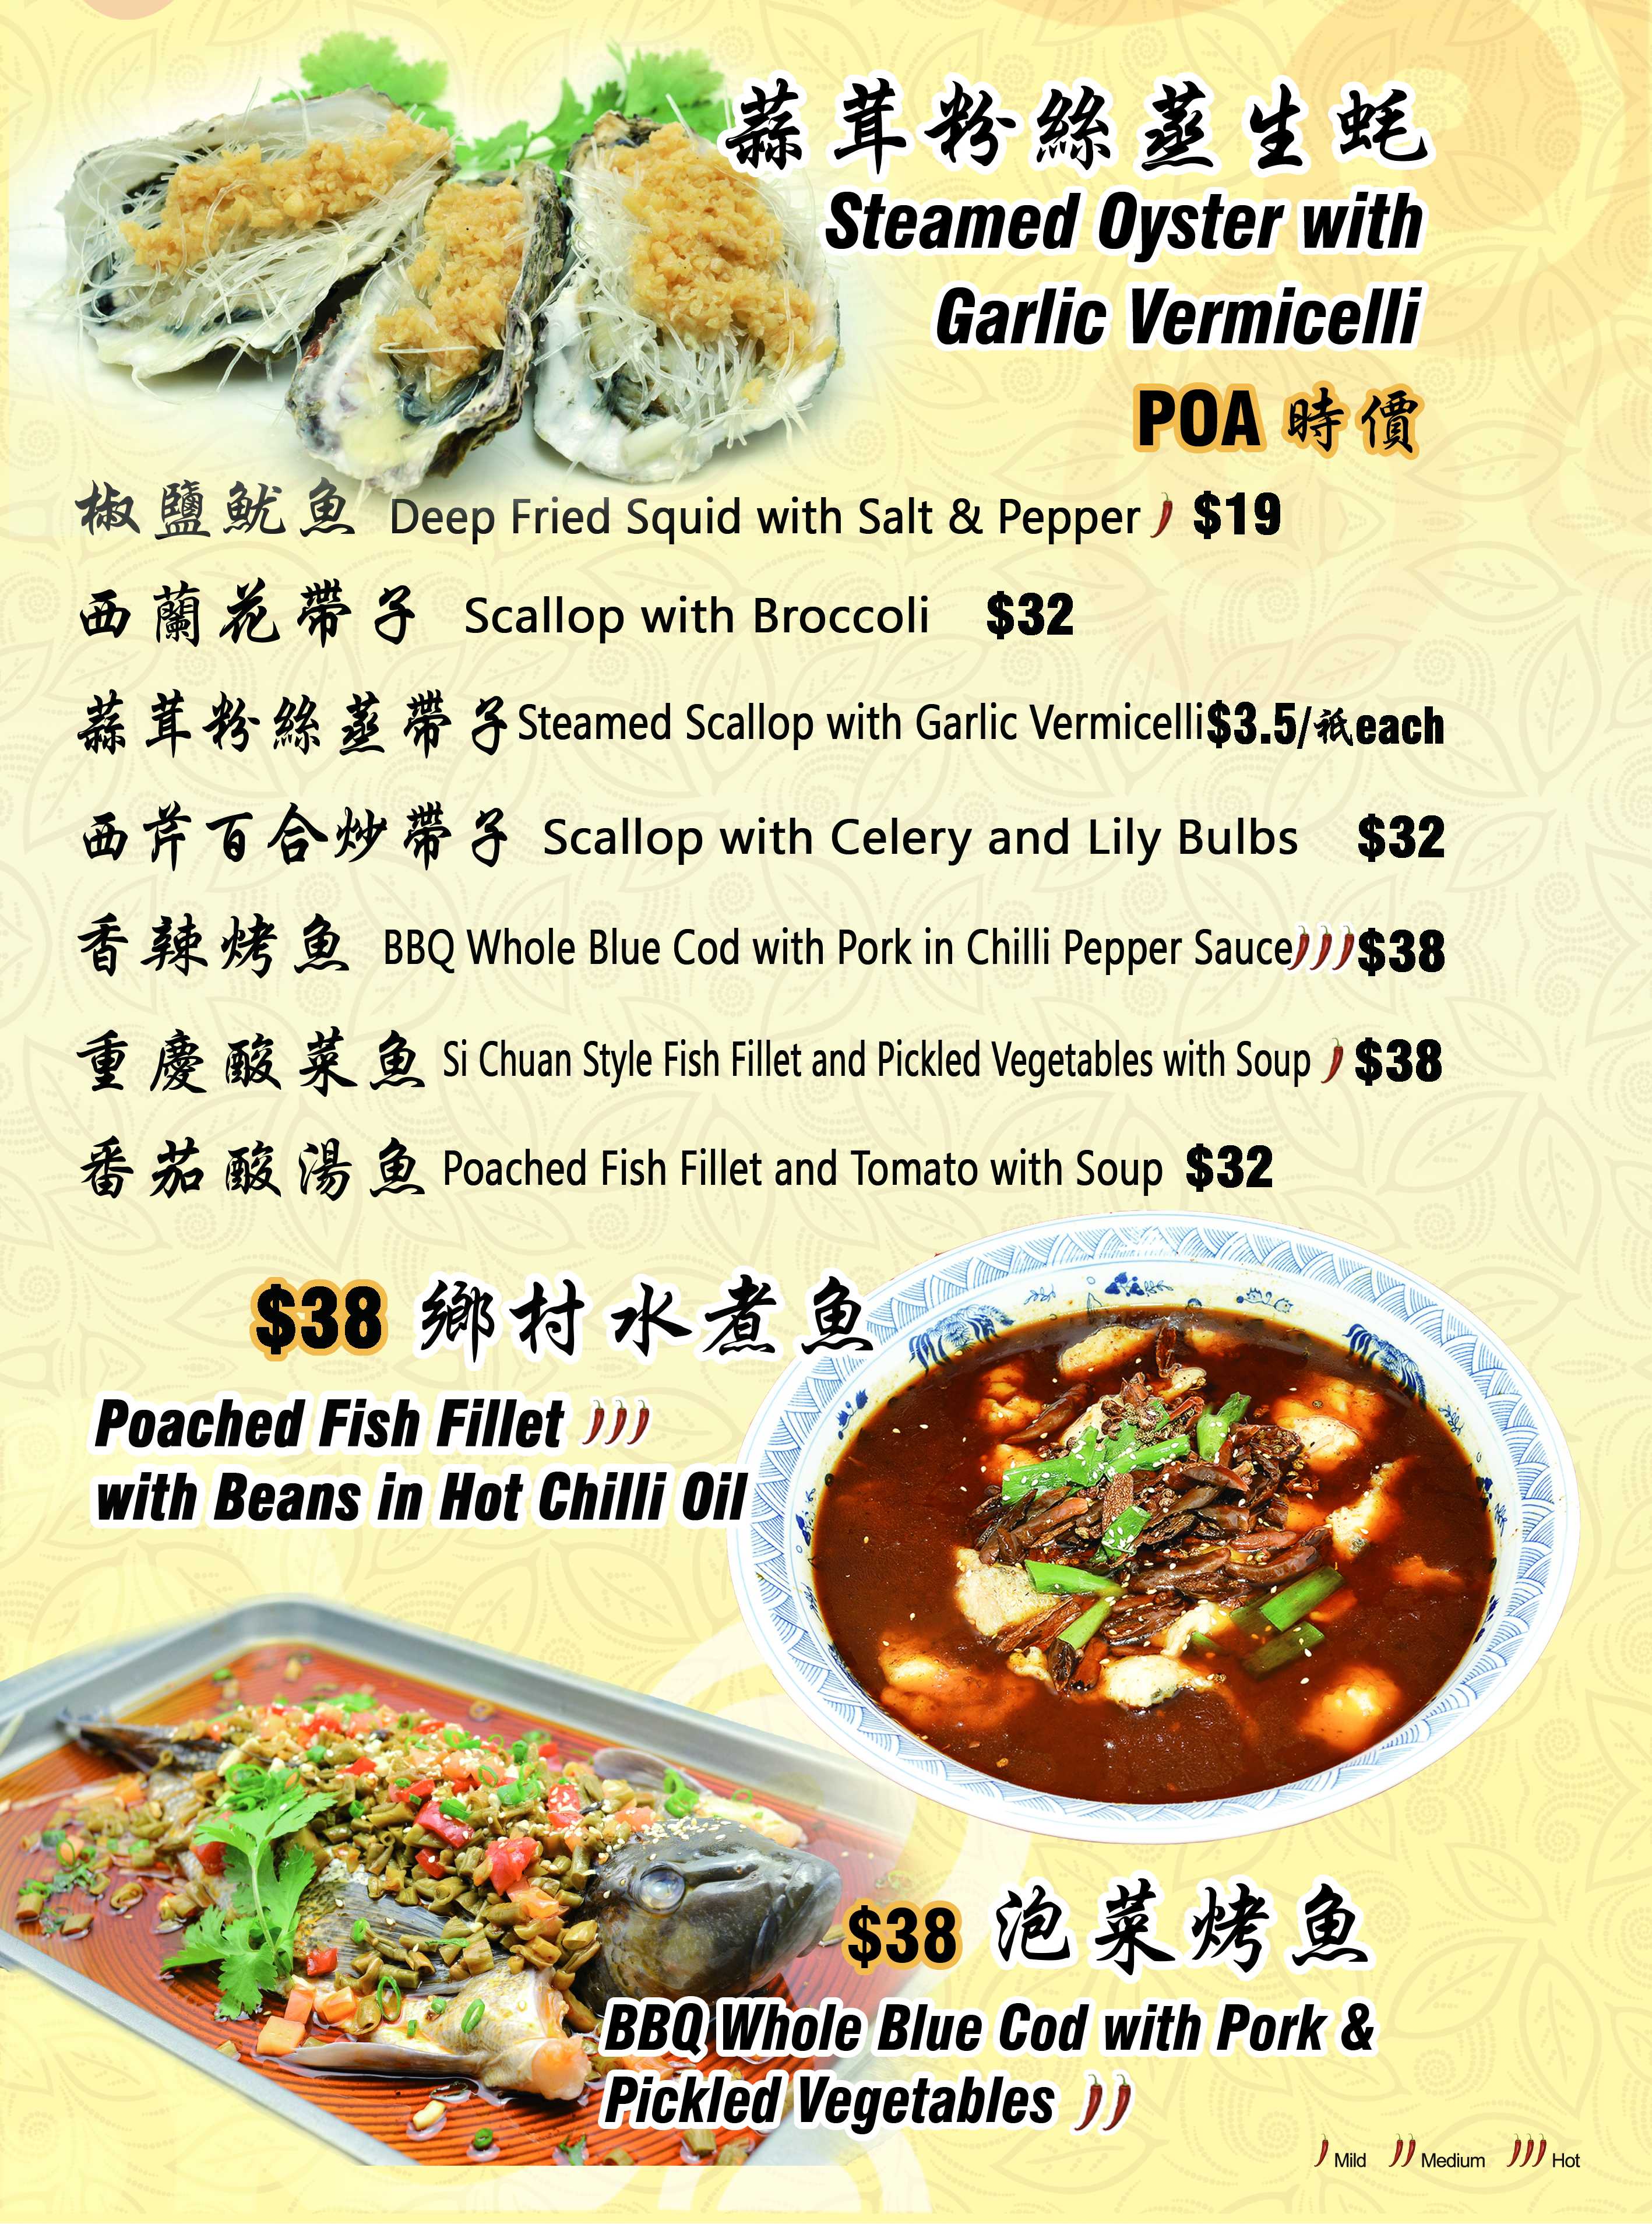 蒜茸粉絲蒸生蚝
Steamed Oyster with
Garlic Vermicelli
POA 時價
椒鹽魷魚 Deep Fried Squid with Salt & Pepper $19
西蘭花帶子 Scallop with Broccoli $32
蒜茸粉絲蒸帶子 Steamed Scallop with Garlic Vermicelli $3.5/祇each
西芹百合炒帶子 Scallop with Celery and Lily Bulbs $32
香辣烤魚 BBQ Whole Blue Cod with Pork in Chilli Pepper Sauce $38
重慶酸菜魚 Si Chuan Style Fish Fillet and Pickled Vegetables with Soup $38
番茄酸湯魚 Poached Fish Fillet and Tomato with Soup $32
$38 鄉村水煮魚
Poached Fish Fillet
with Beans in Hot Chilli Oil
$38 泡菜烤魚
BBQ Whole Blue Cod with Pork &
Pickled Vegetables
Mild Medium Hot